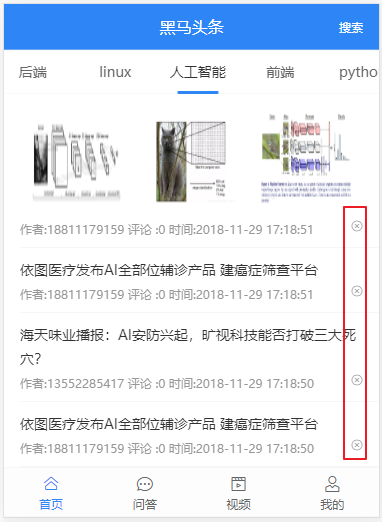 黑马头条
搜索
后端 linux 人工智能 前端 pytho
作者:18811179159 评论 :0 时间:2018-11-29 17:18:51
依图医疗发布AI全部位辅诊产品 建癌症筛查平台
作者:18811179159 评论 :0 时间:2018-11-29 17:18:51
海天味业播报：AI安防兴起，旷视科技能否打破三大死
穴？
作者:13552285417 评论 :0 时间:2018-11-29 17:18:50
依图医疗发布AI全部位辅诊产品 建癌症筛查平台
作者:18811179159 评论 :0 时间:2018-11-29 17:18:50
首页 问答 视频 我的